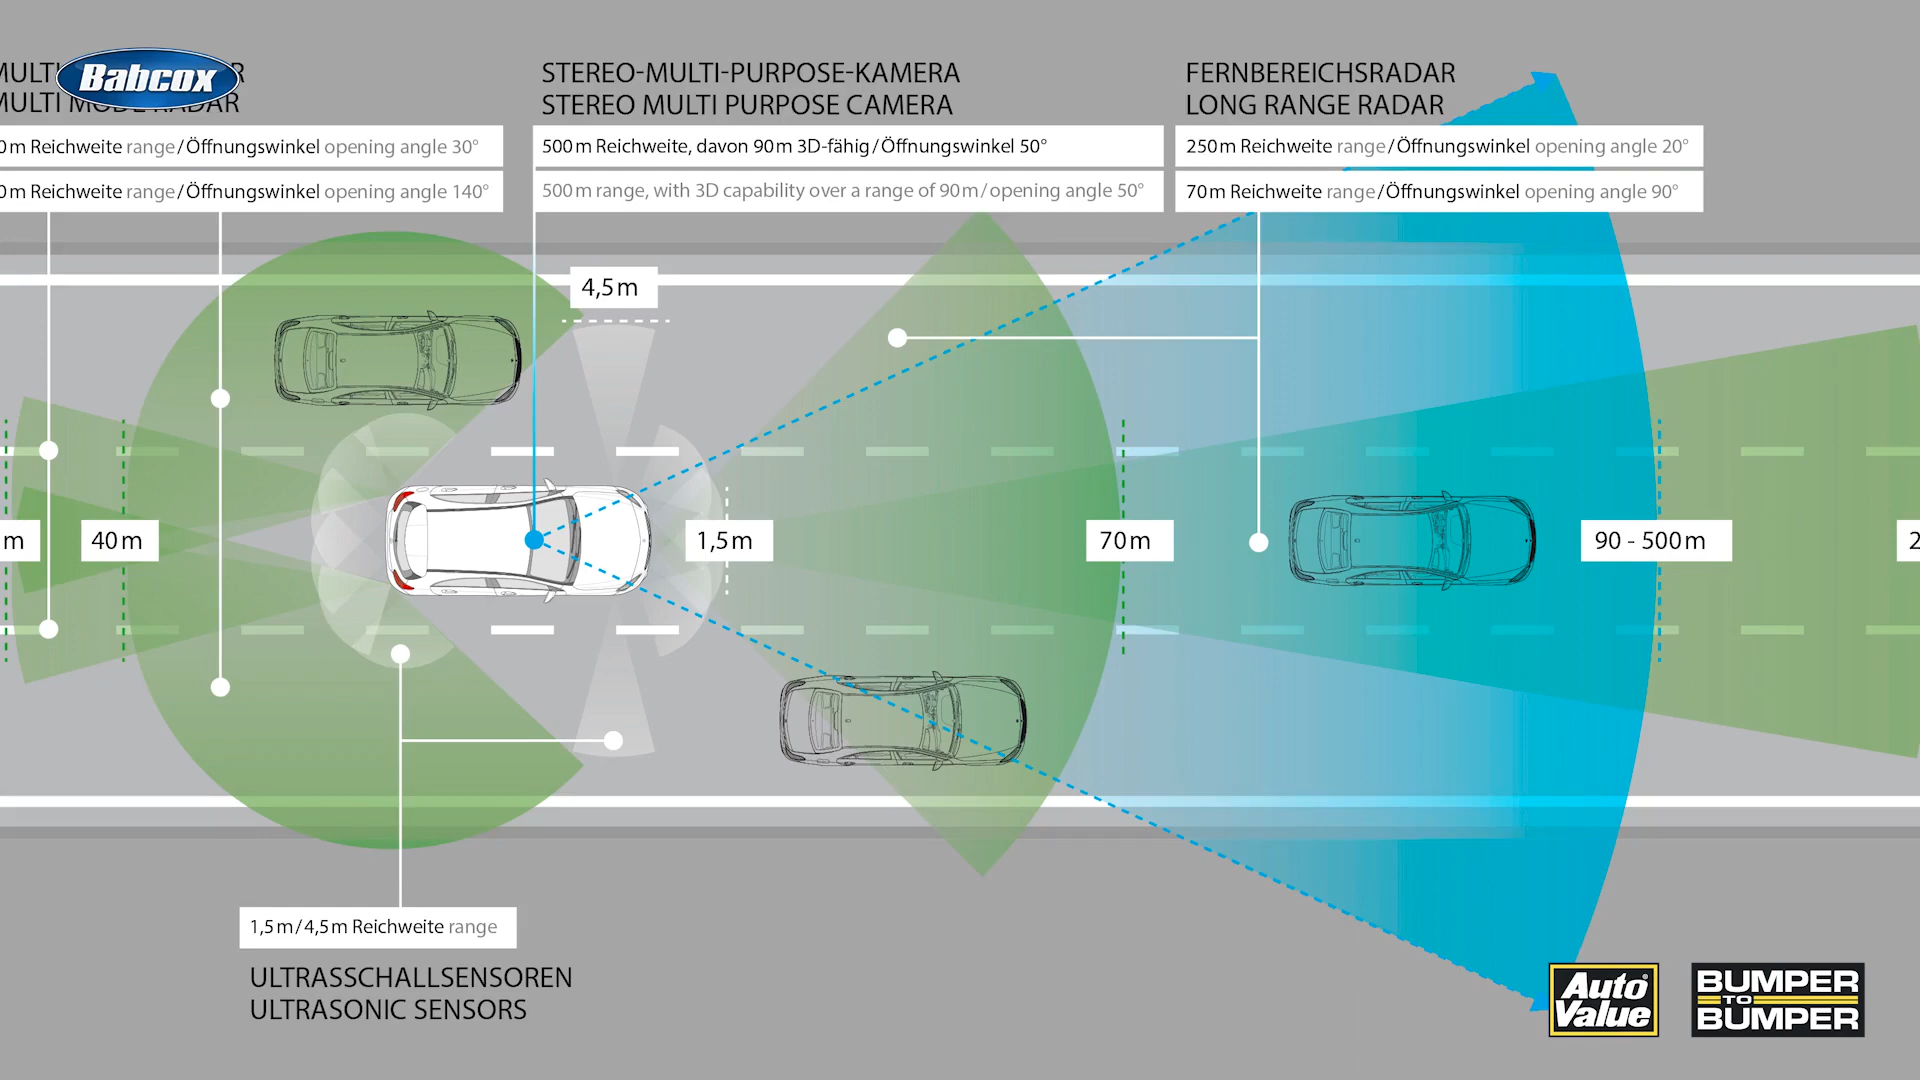 Babcox
MULTI MODE RADAR
m Reichweite range / Öffnungswinkel opening angle 30°
m Reichweite range / Öffnungswinkel opening angle 140°
STEREO-MULTI-PURPOSE-KAMERA
STEREO MULTI PURPOSE CAMERA
500 m Reichweite, davon 90 m 3D-fähig / Öffnungswinkel 50°
500 m range, with 3D capability over a range of 90 m / opening angle 50°
FERNBEREICHSRADAR
LONG RANGE RADAR
250 m Reichweite range / Öffnungswinkel opening angle 20°
70 m Reichweite range / Öffnungswinkel opening angle 90°
4,5 m
m
40 m
1,5 m
70 m
90 - 500 m
2
1,5 m / 4,5 m Reichweite range
ULTRASSCHALLSENSOREN
ULTRASONIC SENSORS
Auto
Value
BUMPER
TO
BUMPER